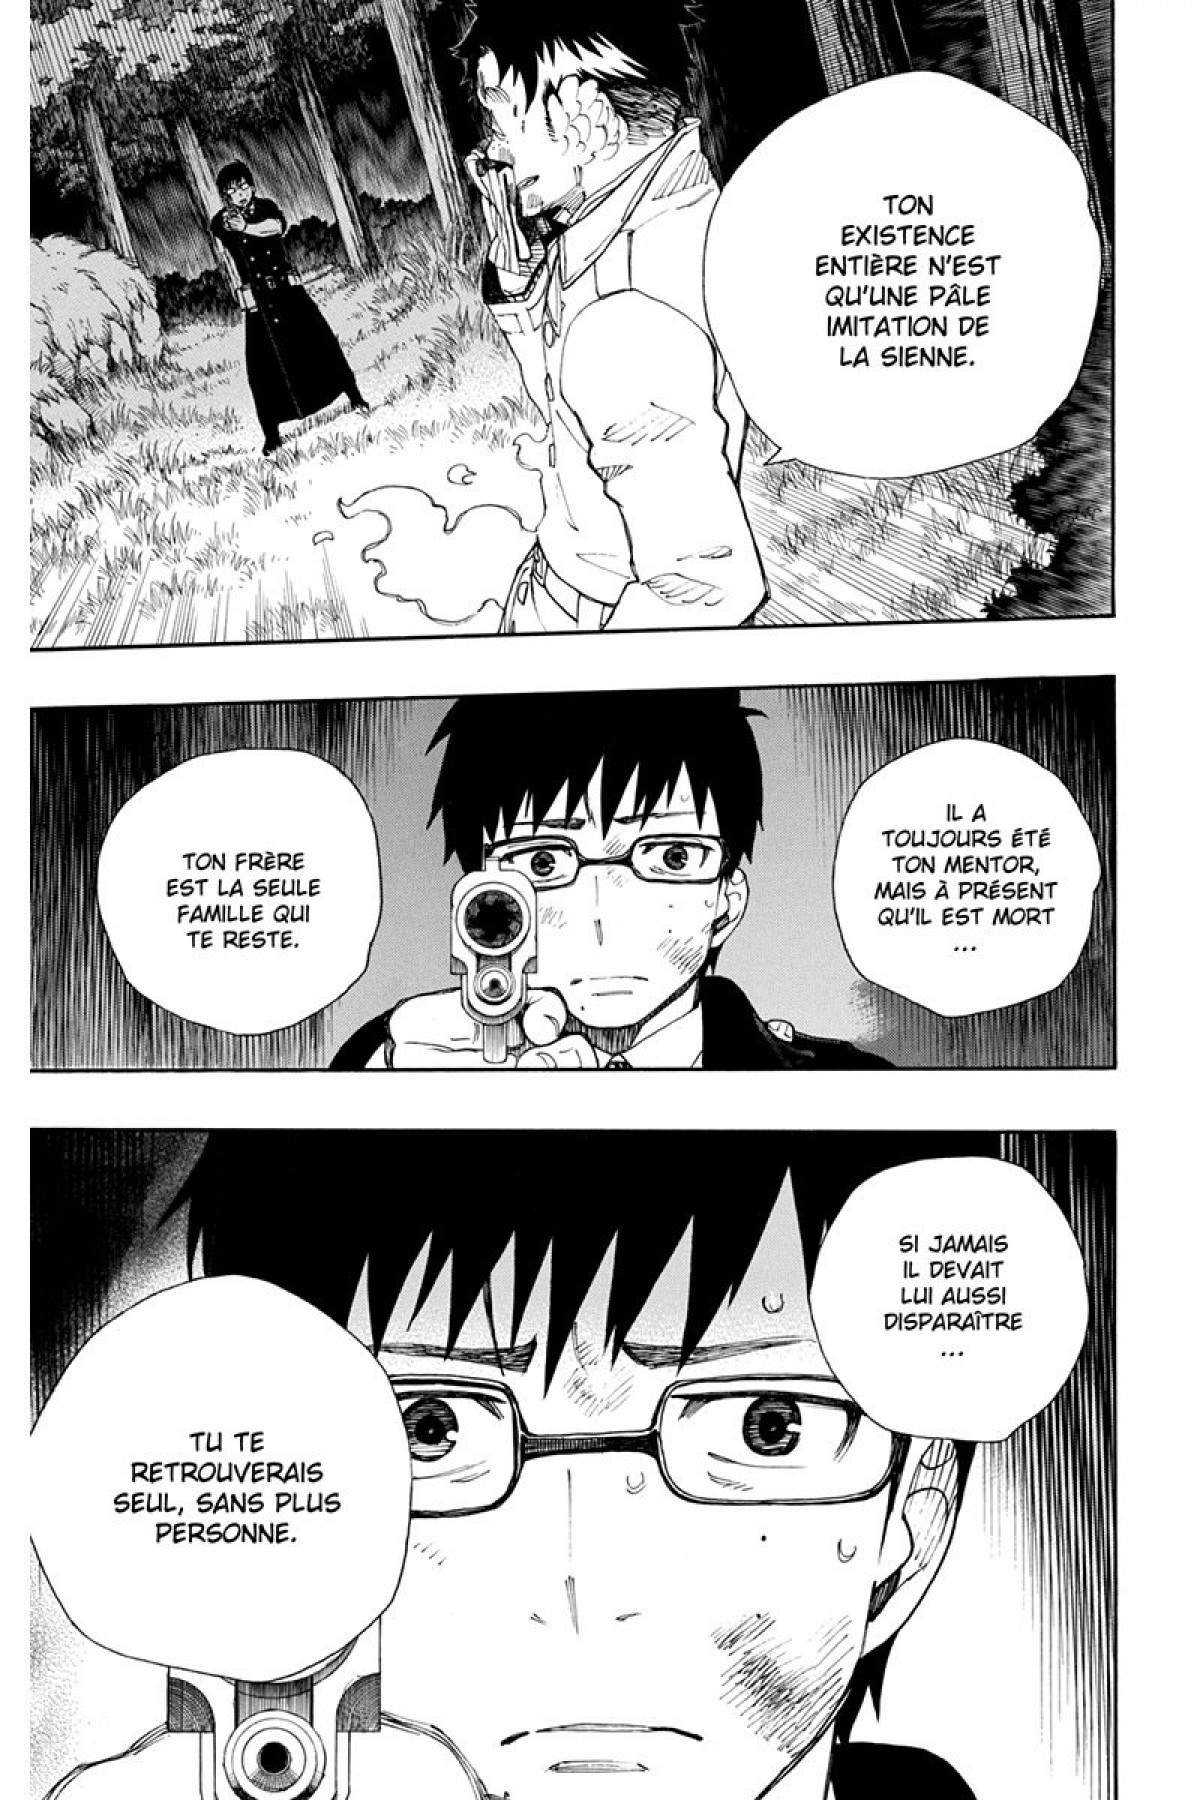 TON
EXISTENCE
ENTIÈRE N'EST
QU'UNE PÂLE
IMITATION DE
LA SIENNE.
IL A
TOUJOURS ÉTÉ
TON MENTOR,
MAIS À PRÉSENT
QU'IL EST MORT
...
TON FRÈRE
EST LA SEULE
FAMILLE QUI
TE RESTE.
SI JAMAIS
IL DEVAIT
LUI AUSSI
DISPARAÎTRE
...
TU TE
RETROUVERAIS
SEUL, SANS PLUS
PERSONNE.